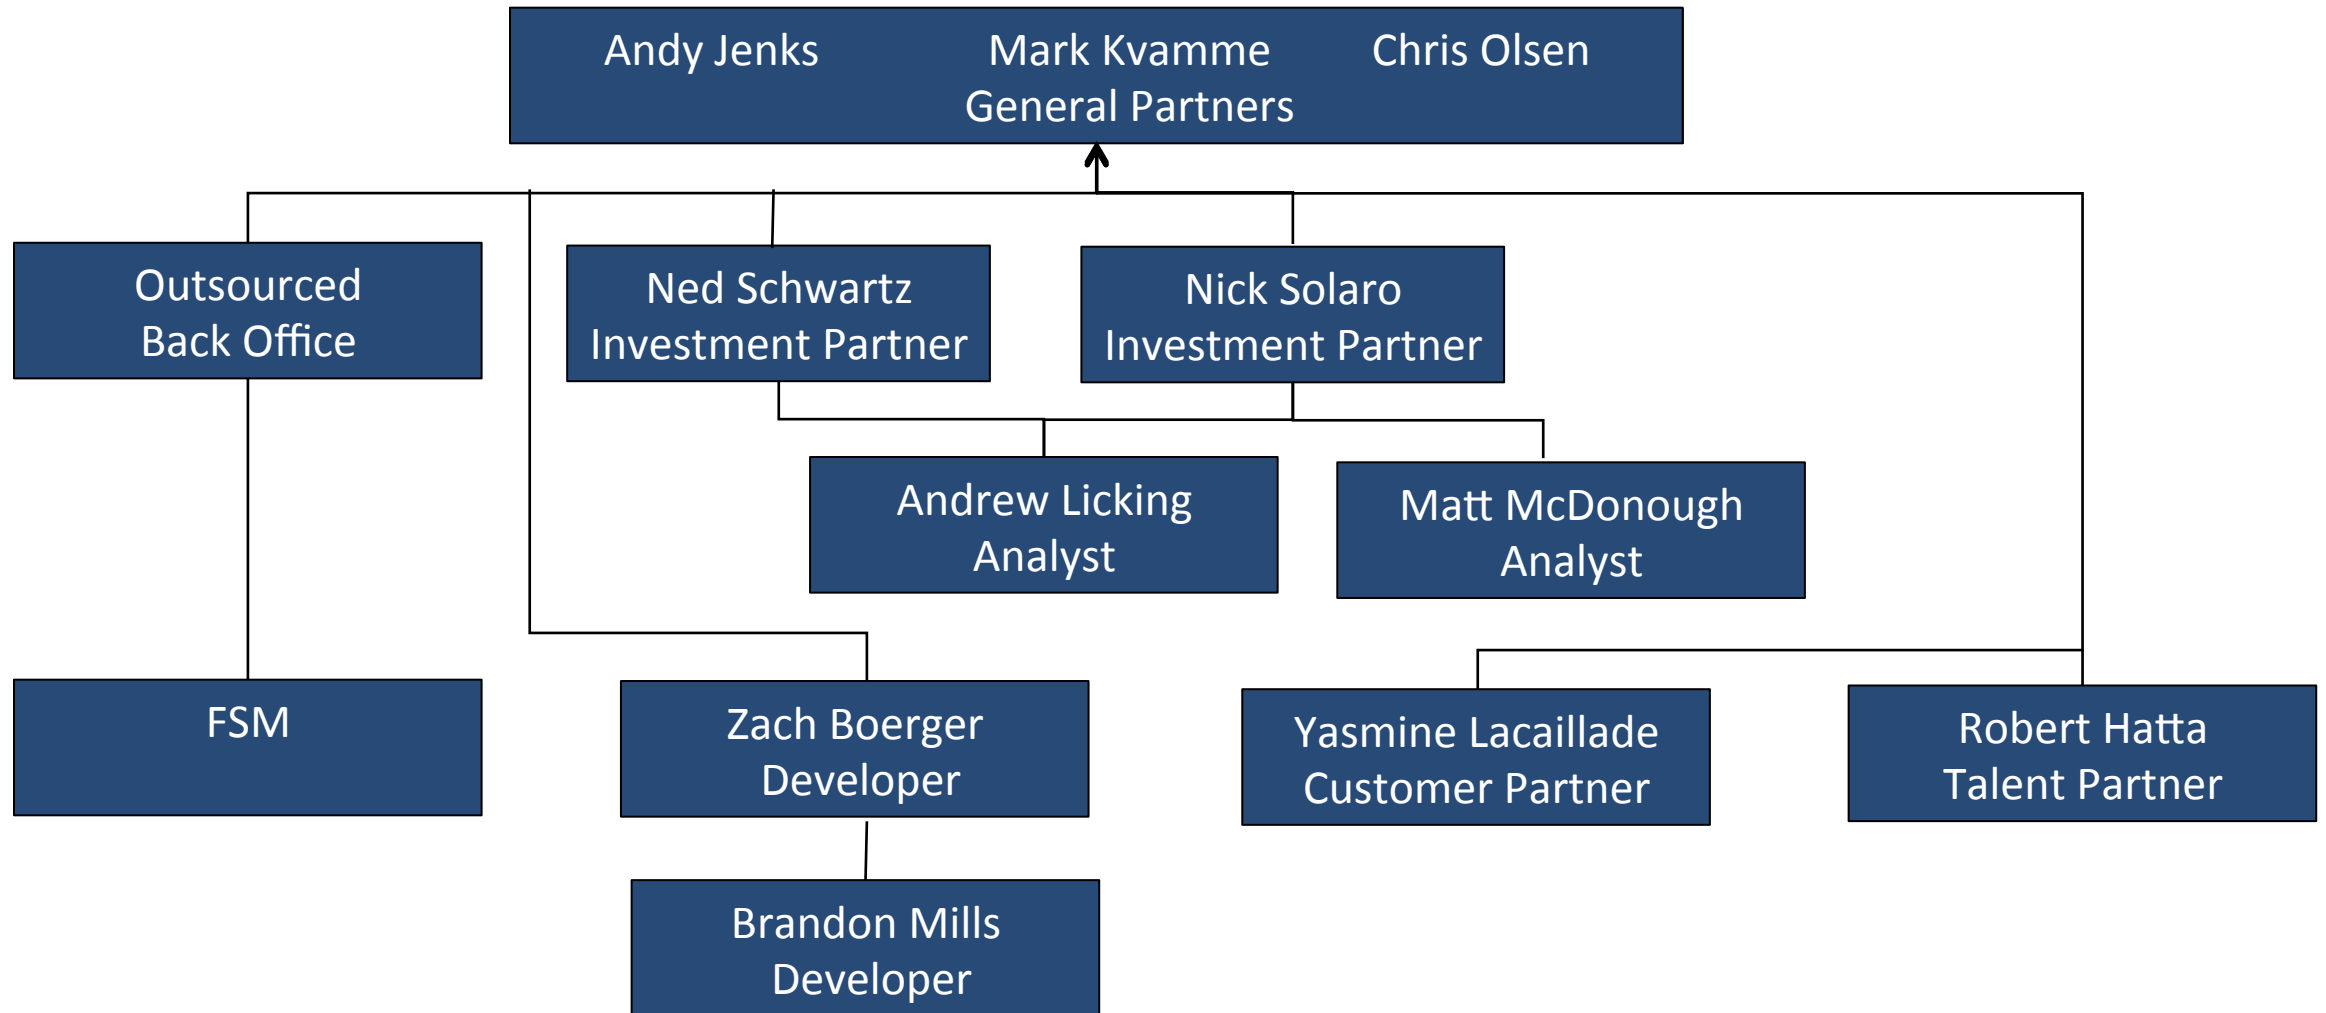 Andy Jenks Mark Kvamme Chris Olsen
General Partners
Outsourced
Back Office
Ned Schwartz
Investment Partner
Nick Solaro
Investment Partner
Andrew Licking
Analyst
Matt McDonough
Analyst
FSM
Zach Boerger
Developer
Yasmine Lacaillade
Customer Partner
Robert Hatta
Talent Partner
Brandon Mills
Developer